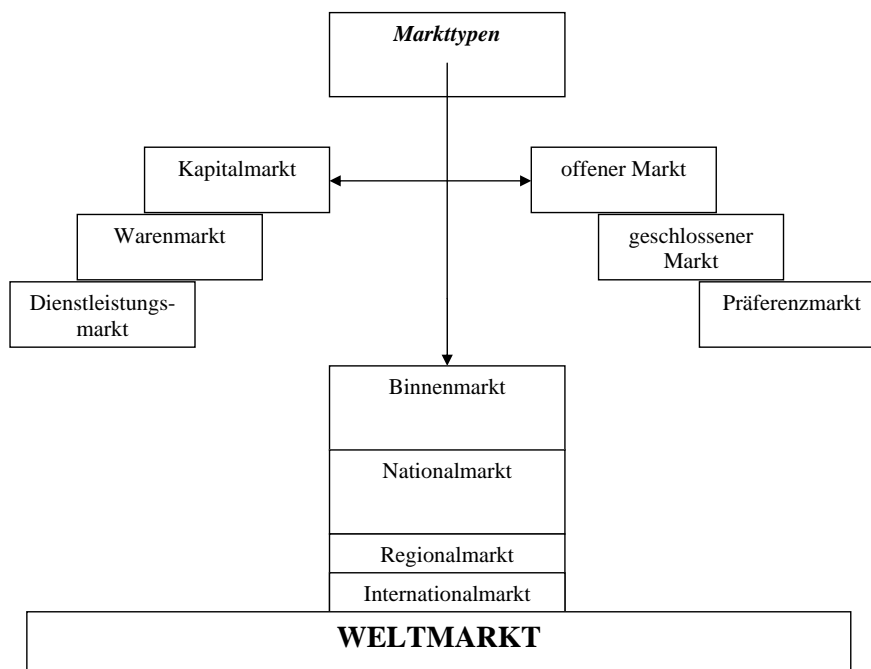 Markttypen
Kapitalmarkt
offener Markt
Warenmarkt
geschlossener
Markt
Dienstleistungs-
markt
Präferenzmarkt
Binnenmarkt
Nationalmarkt
Regionalmarkt
Internationalmarkt
WELTMARKT